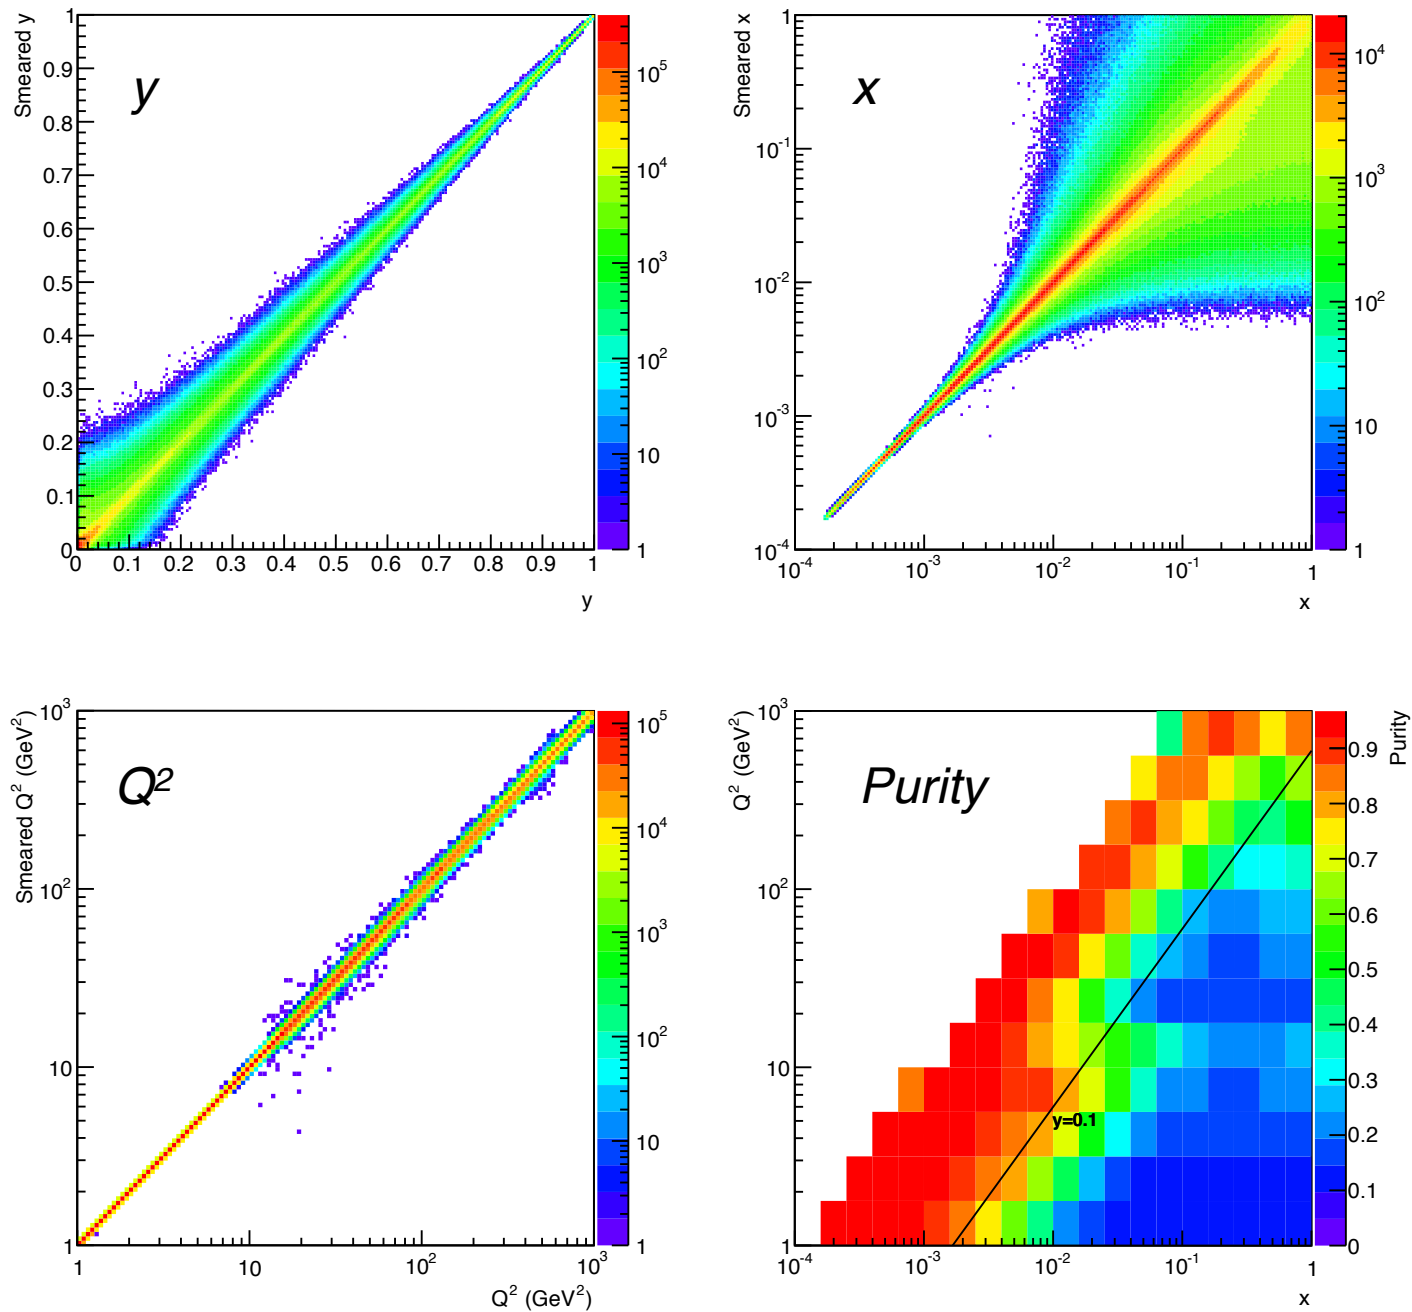 Smeared y
1
0.9
0.8
0.7
0.6
0.5
0.4
0.3
0.2
0.1
0
y
0 0.1 0.2 0.3 0.4 0.5 0.6 0.7 0.8 0.9 1
y
10⁵
10⁴
10³
10²
10
1
Smeared x
1
10⁻¹
10⁻²
10⁻³
10⁻⁴
x
10⁻⁴ 10⁻³ 10⁻² 10⁻¹ 1
x
10⁴
10³
10²
10
1
Smeared Q² (GeV²)
10³
10²
10
1
Q²
1 10 10² 10³
Q² (GeV²)
10⁵
10⁴
10³
10²
10
1
Q² (GeV²)
10³
10²
10
1
Purity
y=0.1
10⁻⁴ 10⁻³ 10⁻² 10⁻¹ 1
x
Purity
0.9
0.8
0.7
0.6
0.5
0.4
0.3
0.2
0.1
0